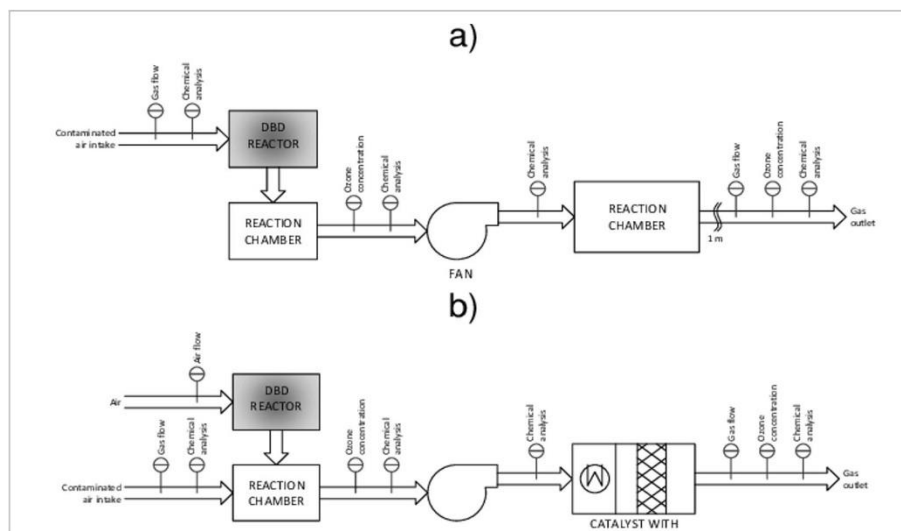 a)
Gas flow
Chemical
analysis
Contaminated
air intake
DBD
REACTOR
REACTION
CHAMBER
Ozone
concentration
Chemical
analysis
FAN
Chemical
analysis
REACTION
CHAMBER
1 m
Gas flow
Ozone
concentration
Chemical
analysis
Gas
outlet
b)
Air flow
Air
DBD
REACTOR
Gas flow
Chemical
analysis
Contaminated
air intake
REACTION
CHAMBER
Ozone
concentration
Chemical
analysis
Chemical
analysis
CATALYST WITH
Gas flow
Ozone
concentration
Chemical
analysis
Gas
outlet